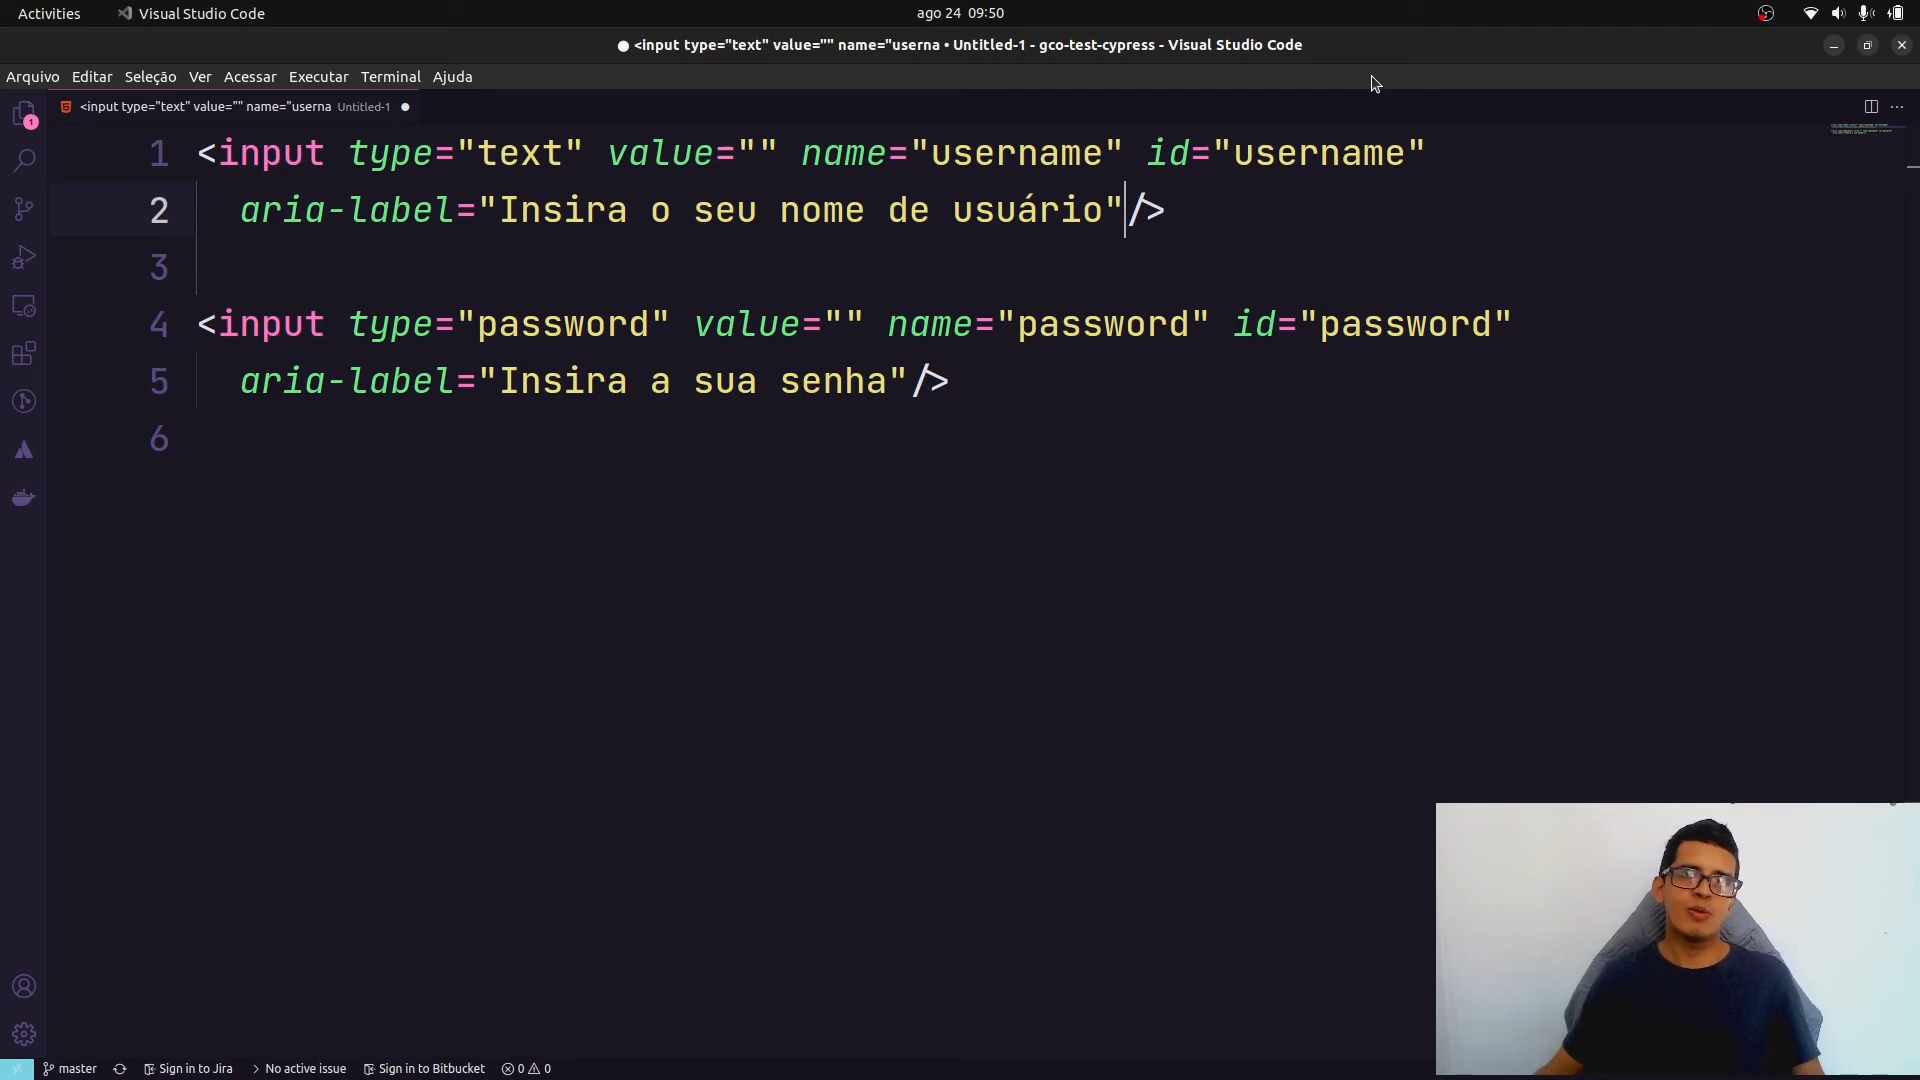 Activities Visual Studio Code ago 24 09:50
● <input type="text" value="" name="userna • Untitled-1 - gco-test-cypress - Visual Studio Code
Arquivo Editar Seleção Ver Acessar Executar Terminal Ajuda
<input type="text" value="" name="userna Untitled-1 ●
1 <input type="text" value="" name="username" id="username"
2 aria-label="Insira o seu nome de usuário"/>
3
4 <input type="password" value="" name="password" id="password"
5 aria-label="Insira a sua senha"/>
6
1
master Sign in to Jira > No active issue Sign in to Bitbucket 0 0